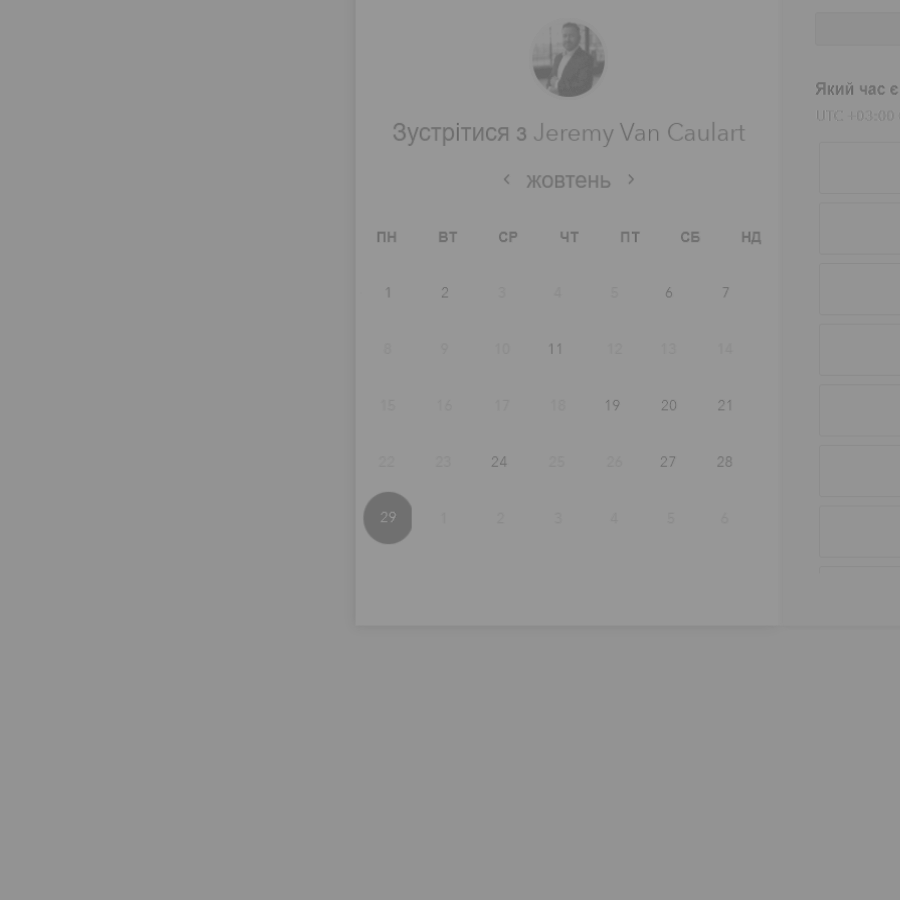 Зустрітися з Jeremy Van Caulart
‹ жовтень ›
ПН ВТ СР ЧТ ПТ СБ НД
1 2 3 4 5 6 7
8 9 10 11 12 13 14
15 16 17 18 19 20 21
22 23 24 25 26 27 28
29 1 2 3 4 5 6
Який час є
UTC +03:00